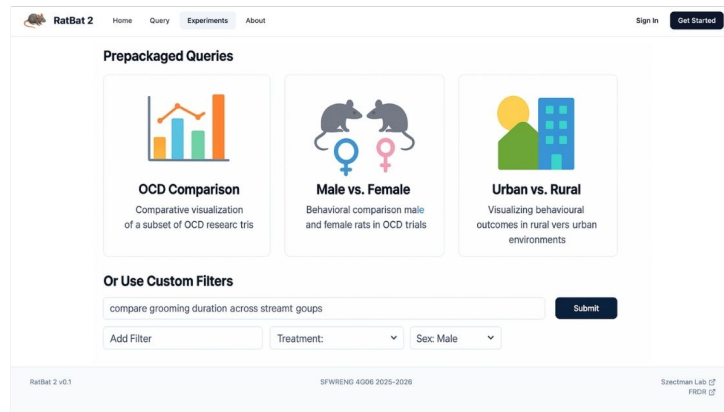 RatBat 2
Home
Query
Experiments
About
Sign In
Get Started
Prepackaged Queries
OCD Comparison
Comparative visualization
of a subset of OCD researc tris
Male vs. Female
Behavioral comparison male
and female rats in OCD trials
Urban vs. Rural
Visualizing behavioural
outcomes in rural vers urban
environments
Or Use Custom Filters
compare grooming duration across streamt goups
Submit
Add Filter
Treatment:
Sex: Male
RatBat 2 v0.1
SFWRENG 4G06 2025-2026
Szectman Lab
FRDR